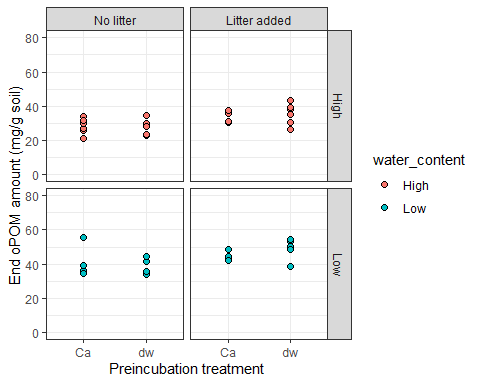 No litter
Litter added
80
60
40
20
0
High
80
60
40
20
0
Low
Ca
dw
Ca
dw
Preincubation treatment
End oPOM amount (mg/g soil)
water_content
High
Low